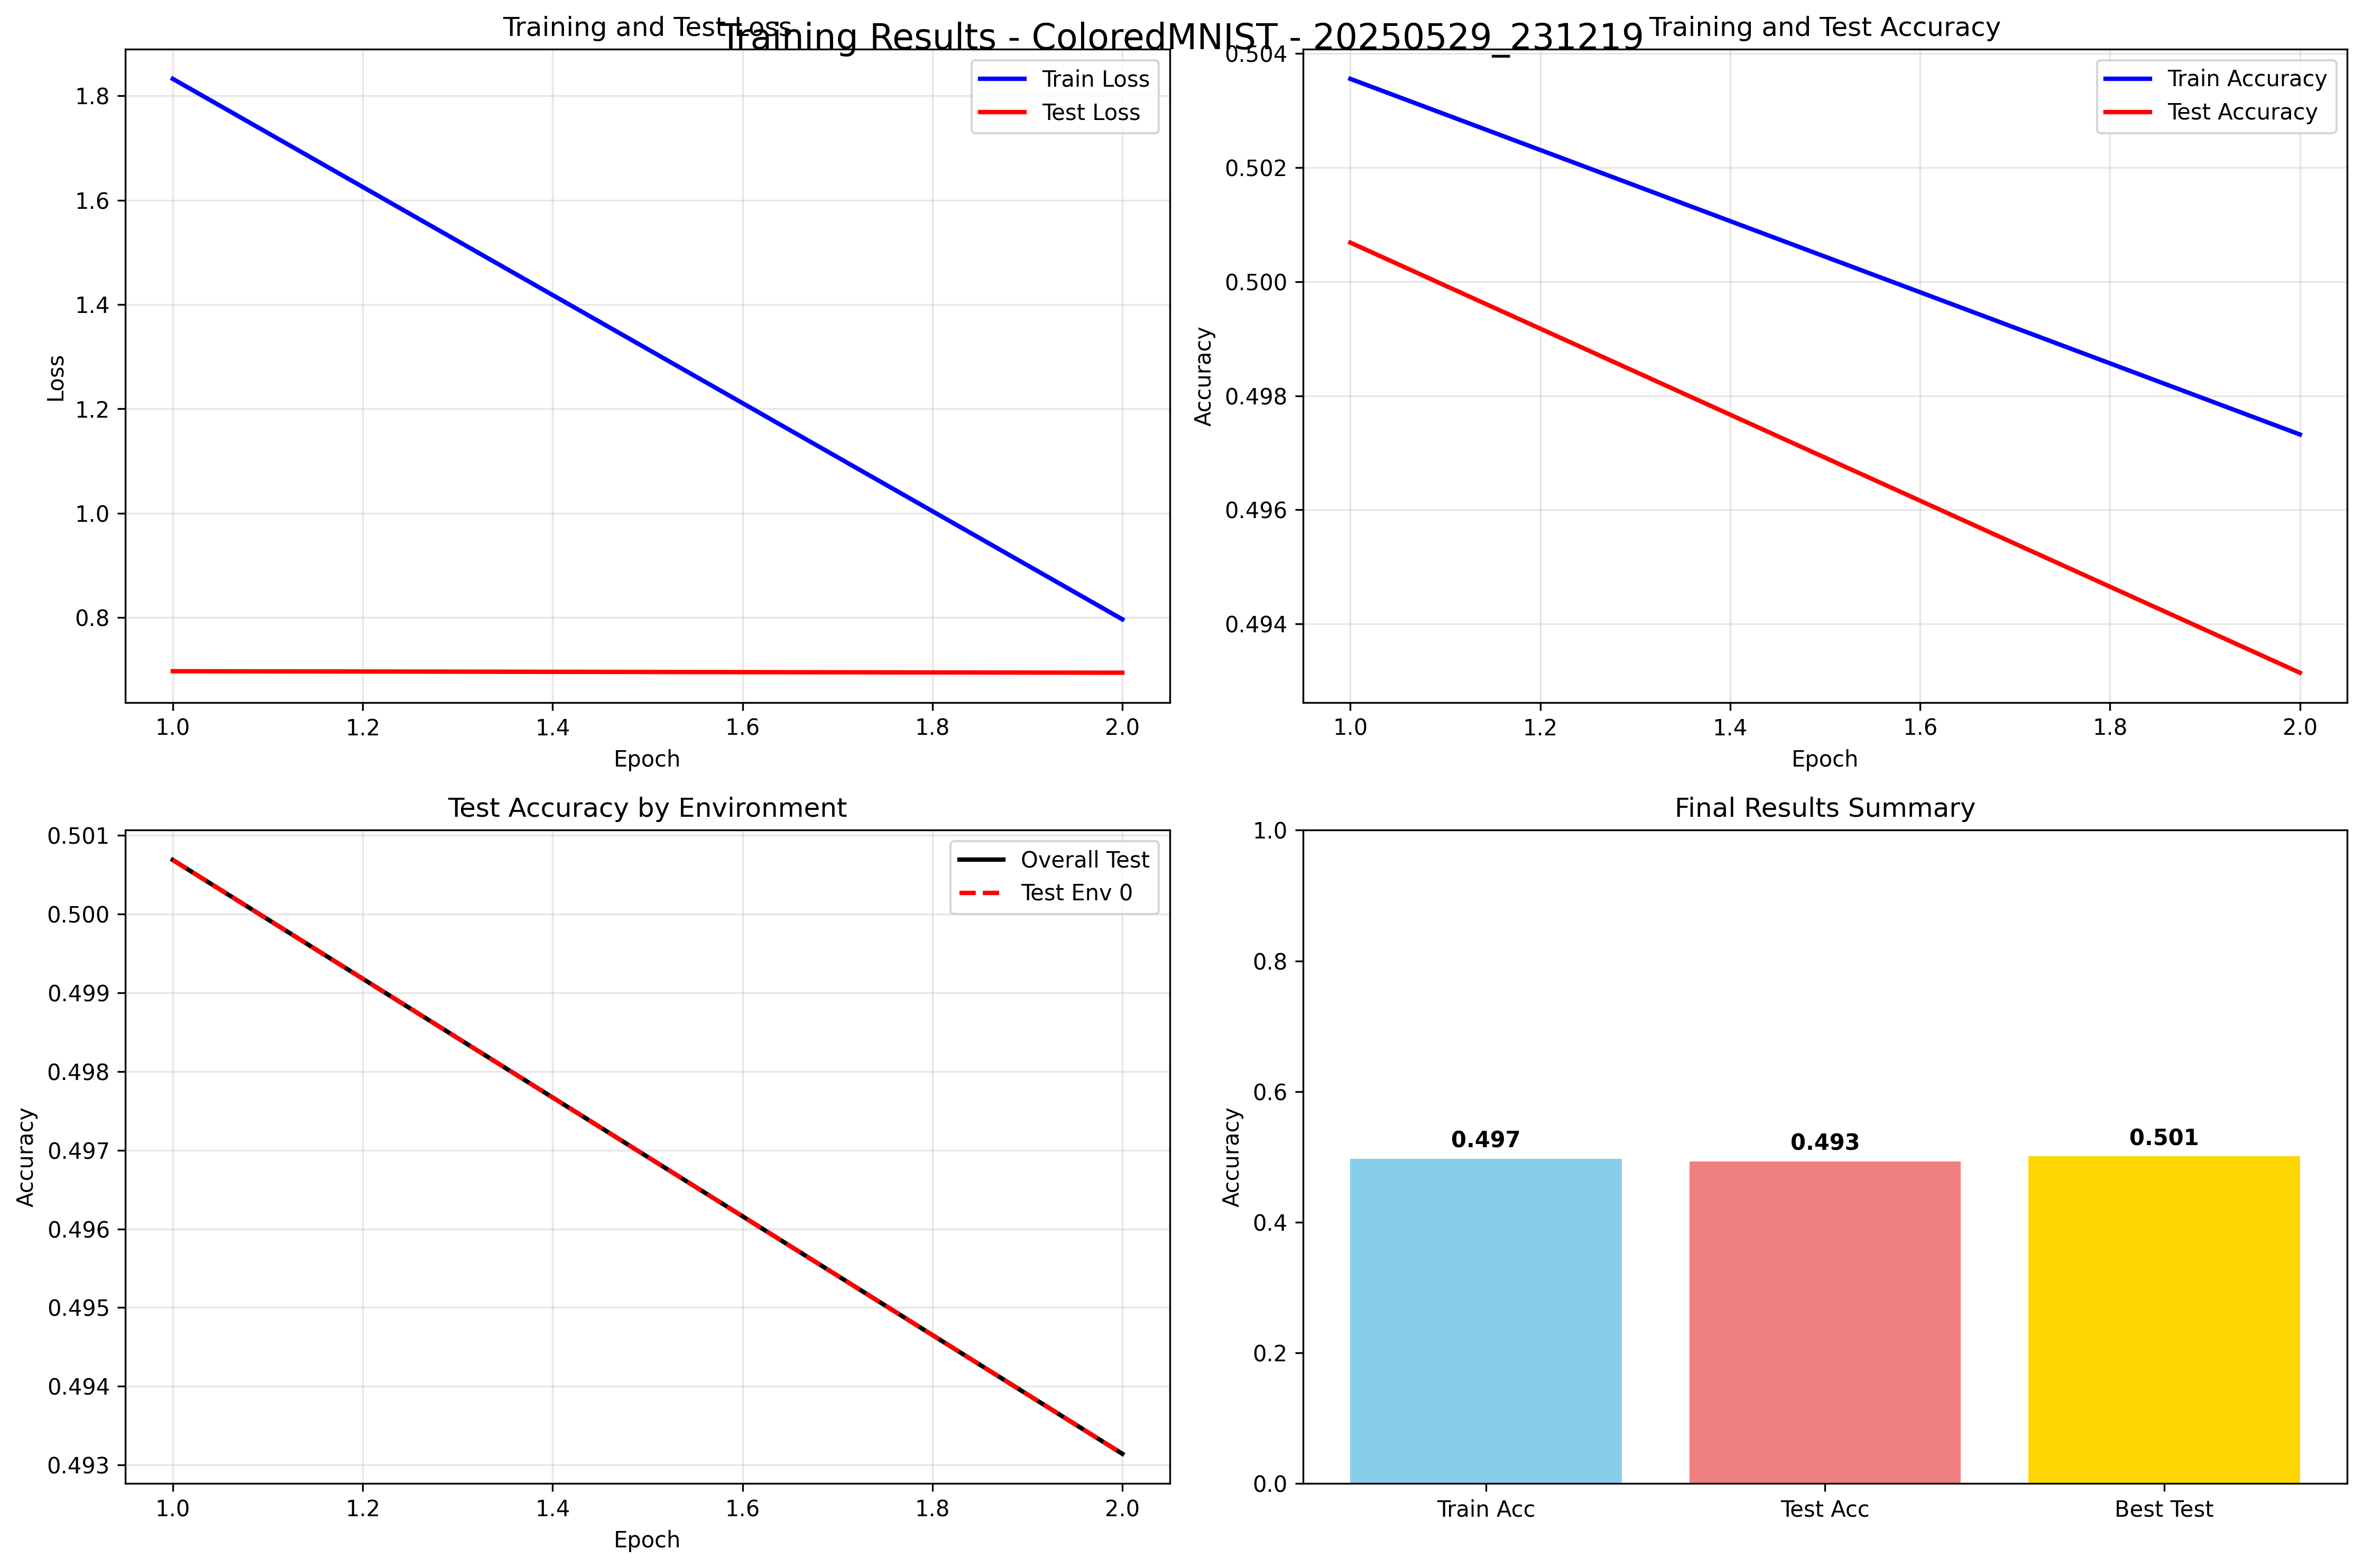 Training Results - ColoredMNIST - 20250529_231219
Training and Test Loss
Train Loss
Test Loss
1.8
1.6
1.4
1.2
1.0
0.8
Loss
1.0 1.2 1.4 1.6 1.8 2.0
Epoch
Training and Test Accuracy
Train Accuracy
Test Accuracy
0.504
0.502
0.500
0.498
0.496
0.494
Accuracy
1.0 1.2 1.4 1.6 1.8 2.0
Epoch
Test Accuracy by Environment
Overall Test
Test Env 0
0.501
0.500
0.499
0.498
0.497
0.496
0.495
0.494
0.493
Accuracy
1.0 1.2 1.4 1.6 1.8 2.0
Epoch
Final Results Summary
1.0
0.8
0.6
0.4
0.2
0.0
Accuracy
0.497 0.493 0.501
Train Acc Test Acc Best Test